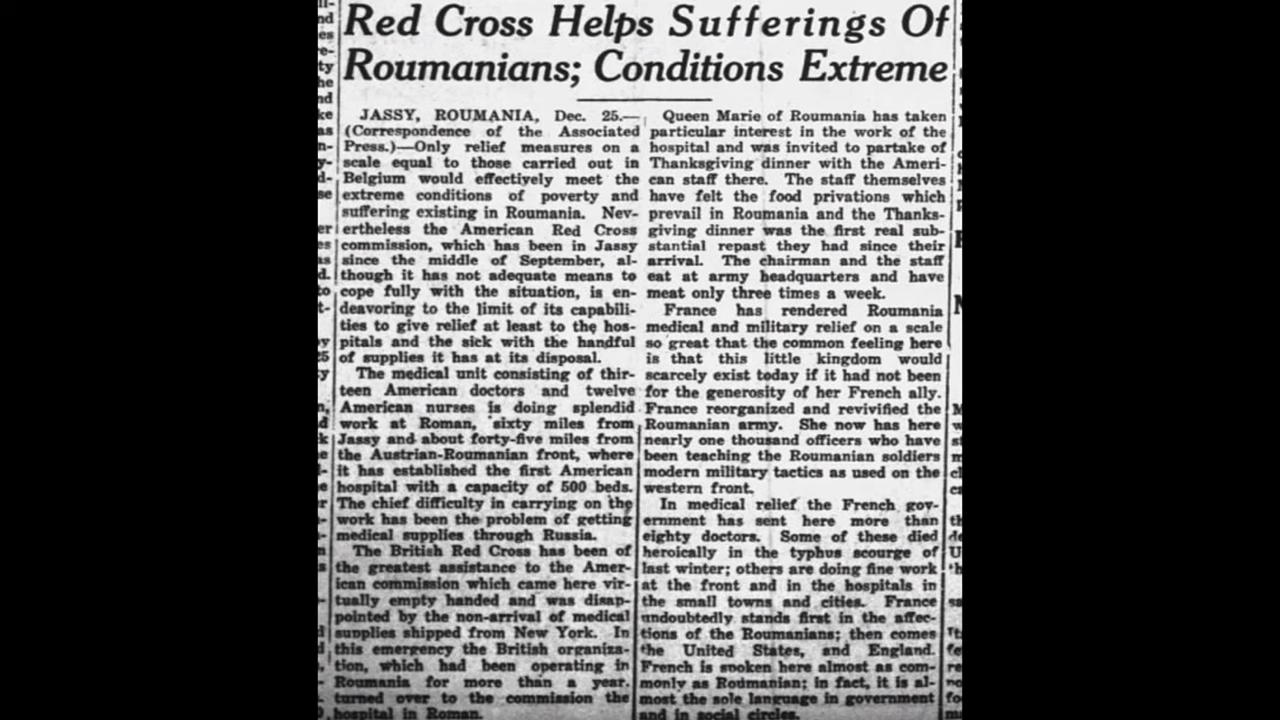 Red Cross Helps Sufferings Of
Roumanians; Conditions Extreme
JASSY, ROUMANIA, Dec. 25.—
(Correspondence of the Associated
Press.)—Only relief measures on a
scale equal to those carried out in
Belgium would effectively meet the
extreme conditions of poverty and
suffering existing in Roumania. Nev-
ertheless the American Red Cross
commission, which has been in Jassy
since the middle of September, al-
though it has not adequate means to
cope fully with the situation, is en-
deavoring to the limit of its capabili-
ties to give relief at least to the hos-
pitals and the sick with the handful
of supplies it has at its disposal.
The medical unit consisting of thir-
teen American doctors and twelve
American nurses is doing splendid
work at Roman, sixty miles from
Jassy and about forty-five miles from
the Austrian-Roumanian front, where
it has established the first American
hospital with a capacity of 500 beds.
The chief difficulty in carrying on the
work has been the problem of getting
medical supplies through Russia.
The British Red Cross has been of
the greatest assistance to the Amer-
ican commission which came here vir-
tually empty handed and was disap-
pointed by the non-arrival of medical
supplies shipped from New York. In
this emergency the British organiza-
tion, which had been operating in
Roumania for more than a year.
turned over to the commission the
hospital in Roman.
Queen Marie of Roumania has taken
particular interest in the work of the
hospital and was invited to partake of
Thanksgiving dinner with the Ameri-
can staff there. The staff themselves
have felt the food privations which
prevail in Roumania and the Thanks-
giving dinner was the first real sub-
stantial repast they had since their
arrival. The chairman and the staff
eat at army headquarters and have
meat only three times a week.
France has rendered Roumania
medical and military relief on a scale
so great that the common feeling here
is that this little kingdom would
scarcely exist today if it had not been
for the generosity of her French ally.
France reorganized and revivified the
Roumanian army. She now has here
nearly one thousand officers who have
been teaching the Roumanian soldiers
modern military tactics as used on the
western front.
In medical relief the French gov-
ernment has sent here more than
eighty doctors. Some of these died
heroically in the typhus scourge of
last winter; others are doing fine work
at the front and in the hospitals in
the small towns and cities. France
undoubtedly stands first in the affec-
tions of the Roumanians; then comes
the United States, and England.
French is spoken here almost as com-
monly as Rodmanian; in fact, it is al-
most the sole language in government
and in social circles.